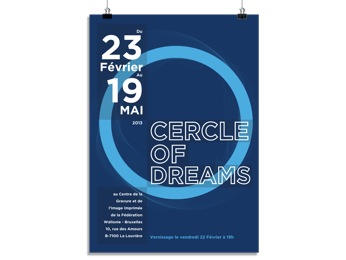 Du
23
Février
Au
19
MAI
2013
CERCLE
OF
DREAMS
au Centre de la
Gravure et de
l'Image Imprimée
de la Fédération
Wallonie - Bruxelles
10, rue des Amours
B-7100 La Louvière
Vernissage le vendredi 22 Février à 18h